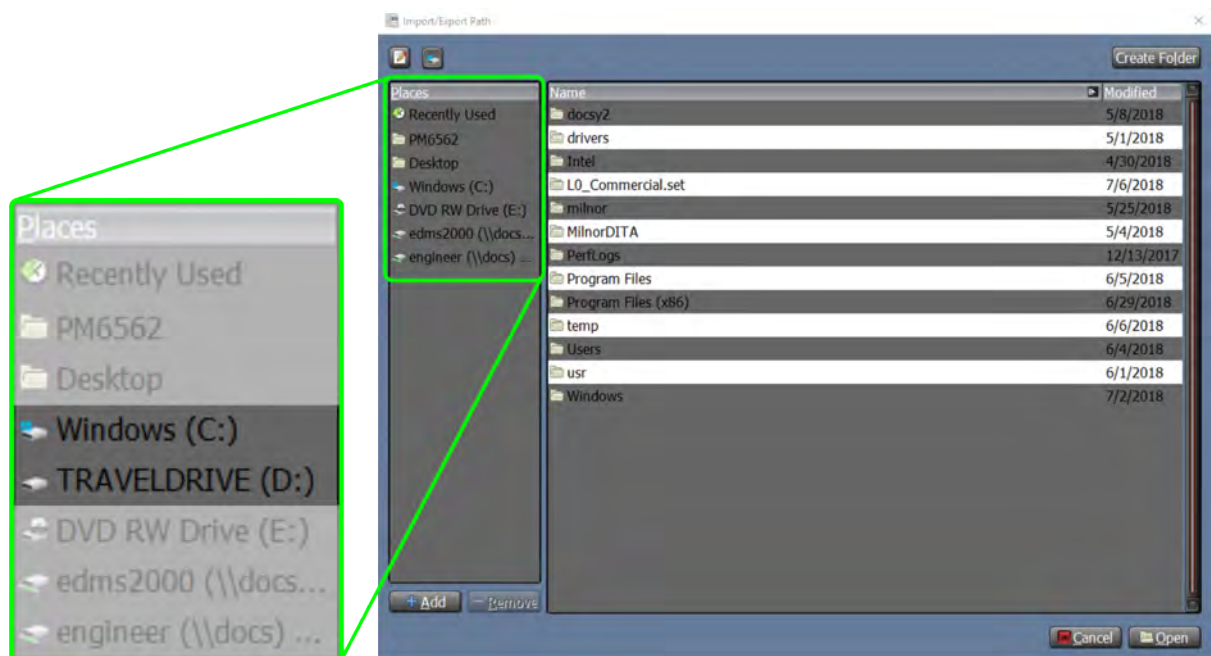 Import/Export Path
Create Folder
Places
Recently Used
PM6562
Desktop
Windows (C:)
DVD RW Drive (E:)
edms2000 (\\docs...
engineer (\\docs) ...
Name Modified
docsy2 5/8/2018
drivers 5/1/2018
Intel 4/30/2018
L0_Commercial.set 7/6/2018
milnor 5/25/2018
MilnorDITA 5/4/2018
PerfLogs 12/13/2017
Program Files 6/5/2018
Program Files (x86) 6/29/2018
temp 6/6/2018
Users 6/4/2018
usr 6/1/2018
Windows 7/2/2018
Add Remove
Cancel Open
Places
Recently Used
PM6562
Desktop
Windows (C:)
TRAVELDRIVE (D:)
DVD RW Drive (E:)
edms2000 (\\docs...
engineer (\\docs) ...